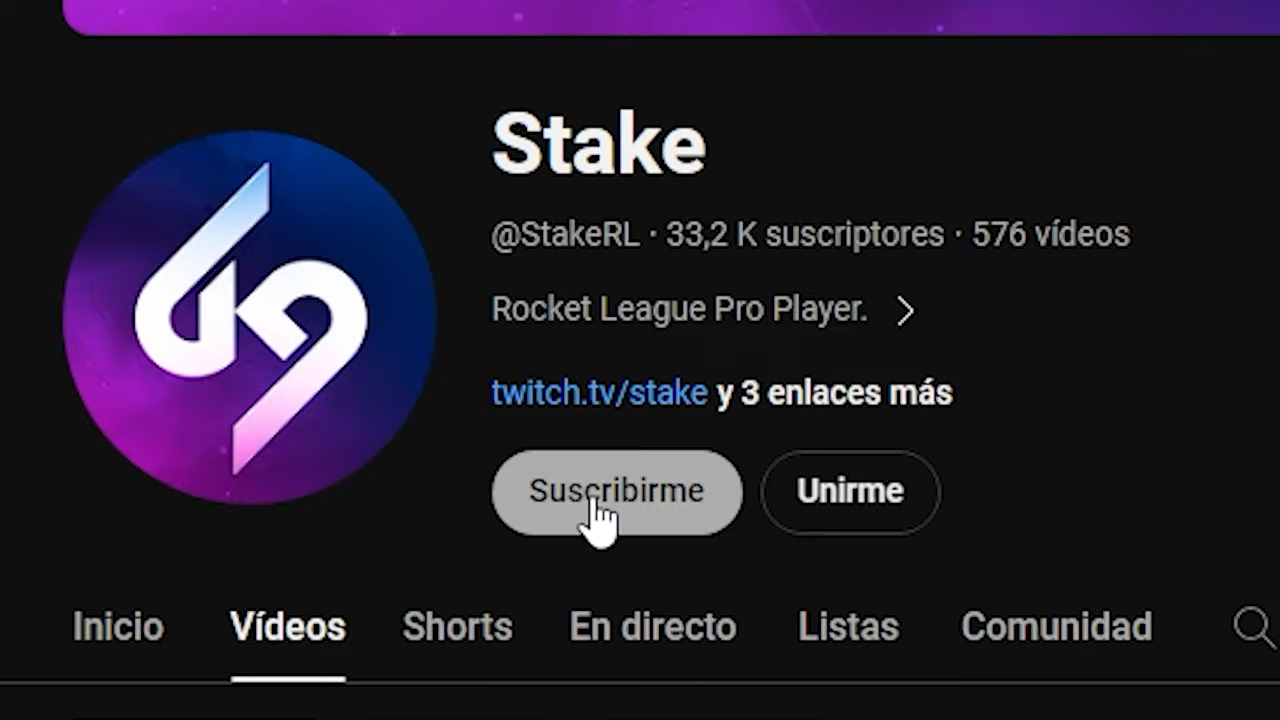 Stake
@StakeRL · 33,2 K suscriptores · 576 vídeos
Rocket League Pro Player.
twitch.tv/stake y 3 enlaces más
Suscribirme Unirme
Inicio Vídeos Shorts En directo Listas Comunidad